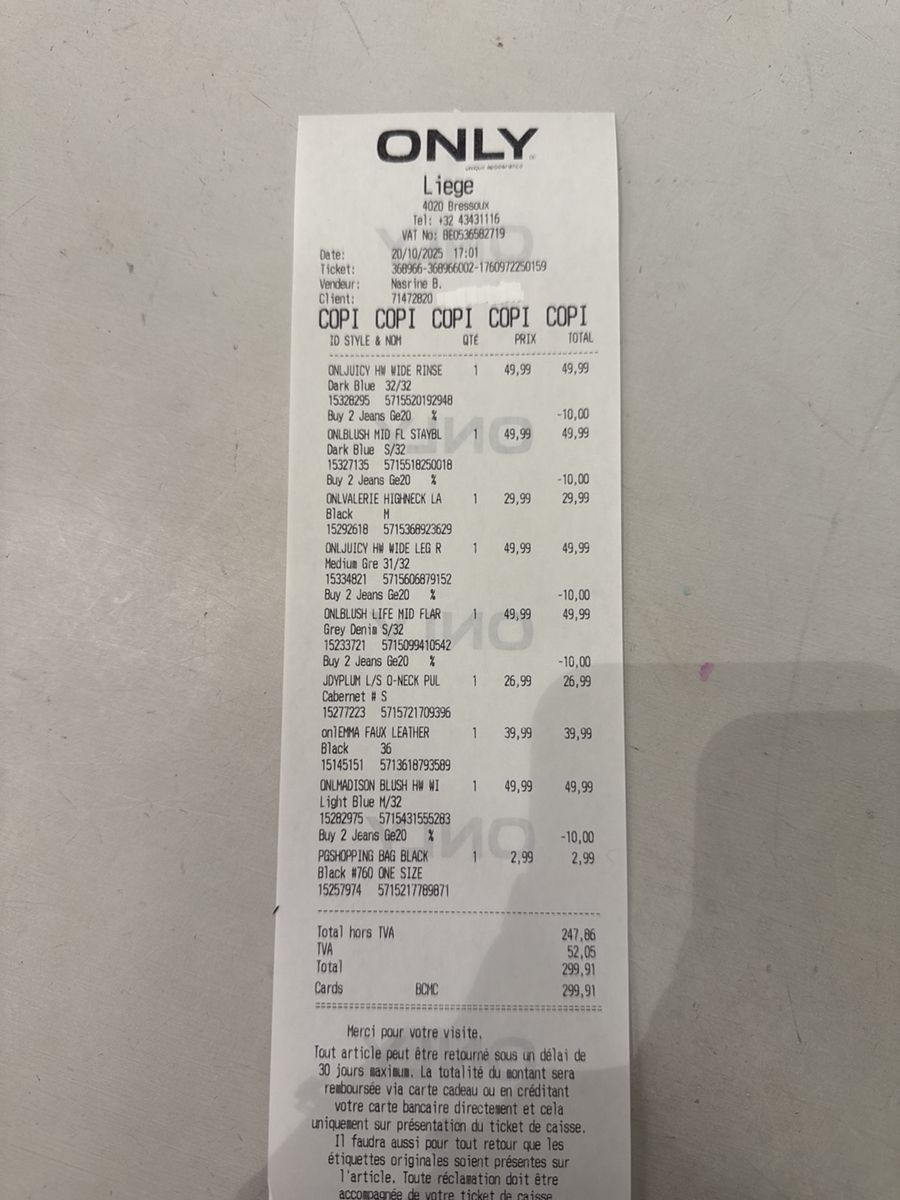 ONLY
unique appearance
Liege
4020 Bressoux
Tel: +32 43431116
VAT No: BE0536582719
Date: 20/10/2025 17:01
Ticket: 368966-368966002-1760972250159
Vendeur: Nasrine B.
Client: 71472820
COPI COPI COPI COPI COPI
ID STYLE & NOM QTÉ PRIX TOTAL
ONLJUICY HW WIDE RINSE 1 49,99 49,99
Dark Blue 32/32
15328295 5715520192948
Buy 2 Jeans Ge20 % -10,00
ONLBLUSH MID FL STAYBL 1 49,99 49,99
Dark Blue S/32
15327135 5715518250018
Buy 2 Jeans Ge20 % -10,00
ONLVALERIE HIGHNECK LA 1 29,99 29,99
Black M
15292618 5715368923629
ONLJUICY HW WIDE LEG R 1 49,99 49,99
Medium Gre 31/32
15334821 5715606879152
Buy 2 Jeans Ge20 % -10,00
ONLBLUSH LIFE MID FLAR 1 49,99 49,99
Grey Denim S/32
15233721 5715099410542
Buy 2 Jeans Ge20 % -10,00
JDYPLUM L/S O-NECK PUL 1 26,99 26,99
Cabernet # S
15277223 5715721709396
onlEMMA FAUX LEATHER 1 39,99 39,99
Black 36
15145151 5713618793589
ONLMADISON BLUSH HW WI 1 49,99 49,99
Light Blue M/32
15282975 5715431555283
Buy 2 Jeans Ge20 % -10,00
PGSHOPPING BAG BLACK 1 2,99 2,99
Black #760 ONE SIZE
15257974 5715217789871
Total hors TVA 247,86
TVA 52,05
Total 299,91
Cards BCMC 299,91
Merci pour votre visite.
Tout article peut être retourné sous un délai de
30 jours maximum. La totalité du montant sera
remboursée via carte cadeau ou en créditant
votre carte bancaire directement et cela
uniquement sur présentation du ticket de caisse.
Il faudra aussi pour tout retour que les
étiquettes originales soient présentes sur
l'article. Toute réclamation doit être
accompagnée de votre ticket de caisse